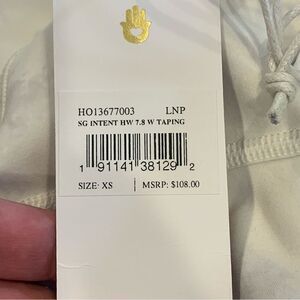 HO13677003 LNP
SG INTENT HW 7.8 W TAPING
1 91141 38129 2
SIZE: XS MSRP: $108.00